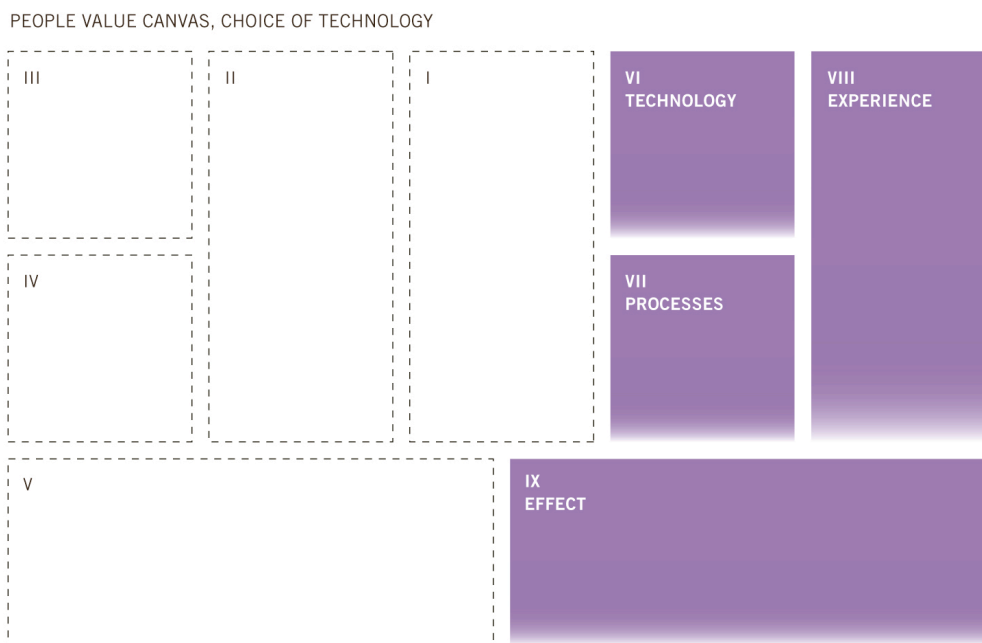 PEOPLE VALUE CANVAS, CHOICE OF TECHNOLOGY
III
II
I
VI
TECHNOLOGY
VIII
EXPERIENCE
IV
VII
PROCESSES
V
IX
EFFECT